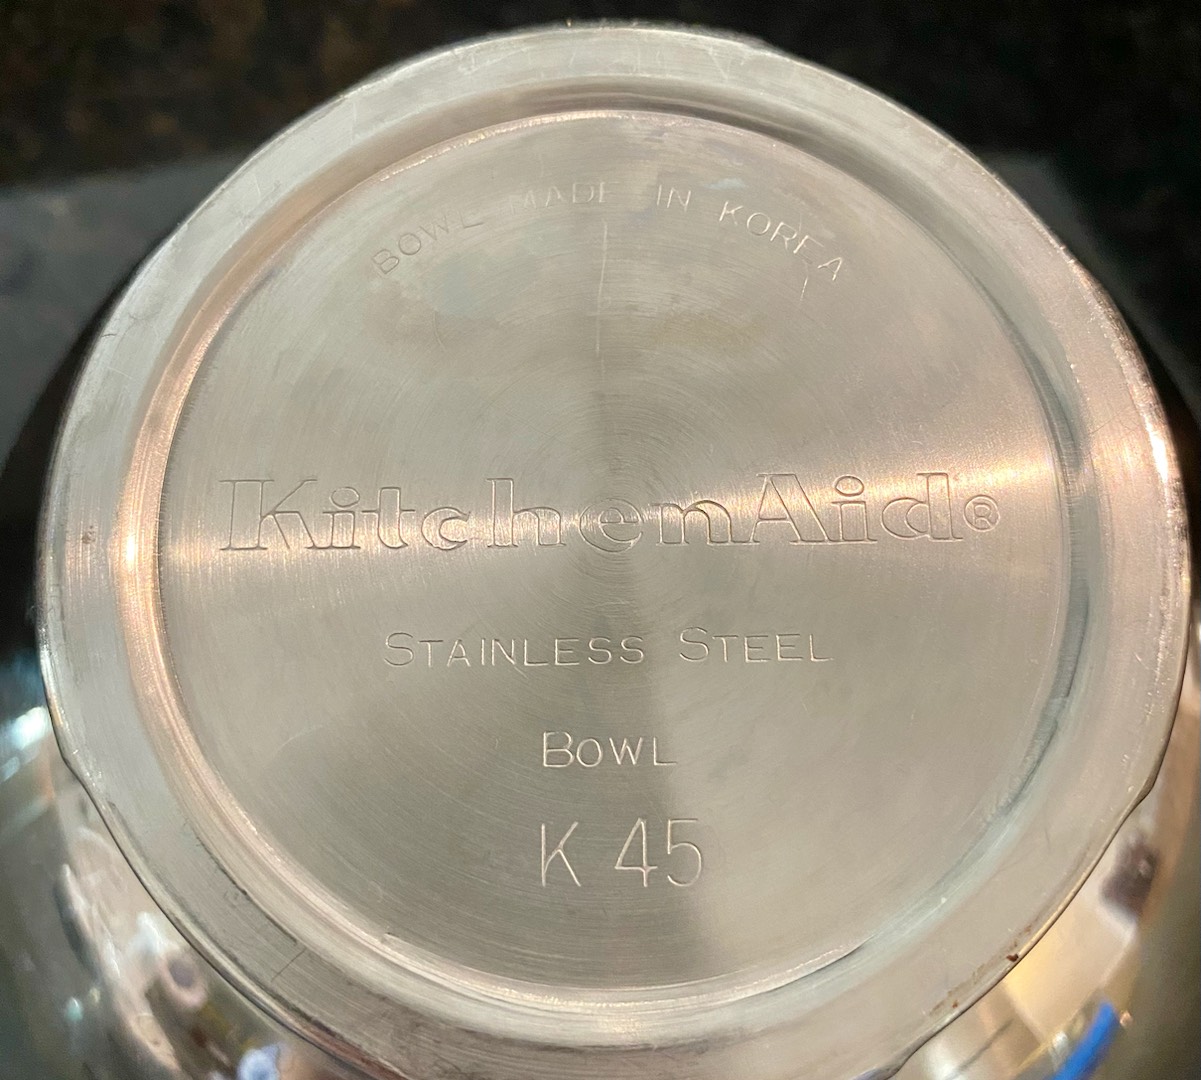 BOWL MADE IN KOREA
KitchenAid®
STAINLESS STEEL
BOWL
K 45